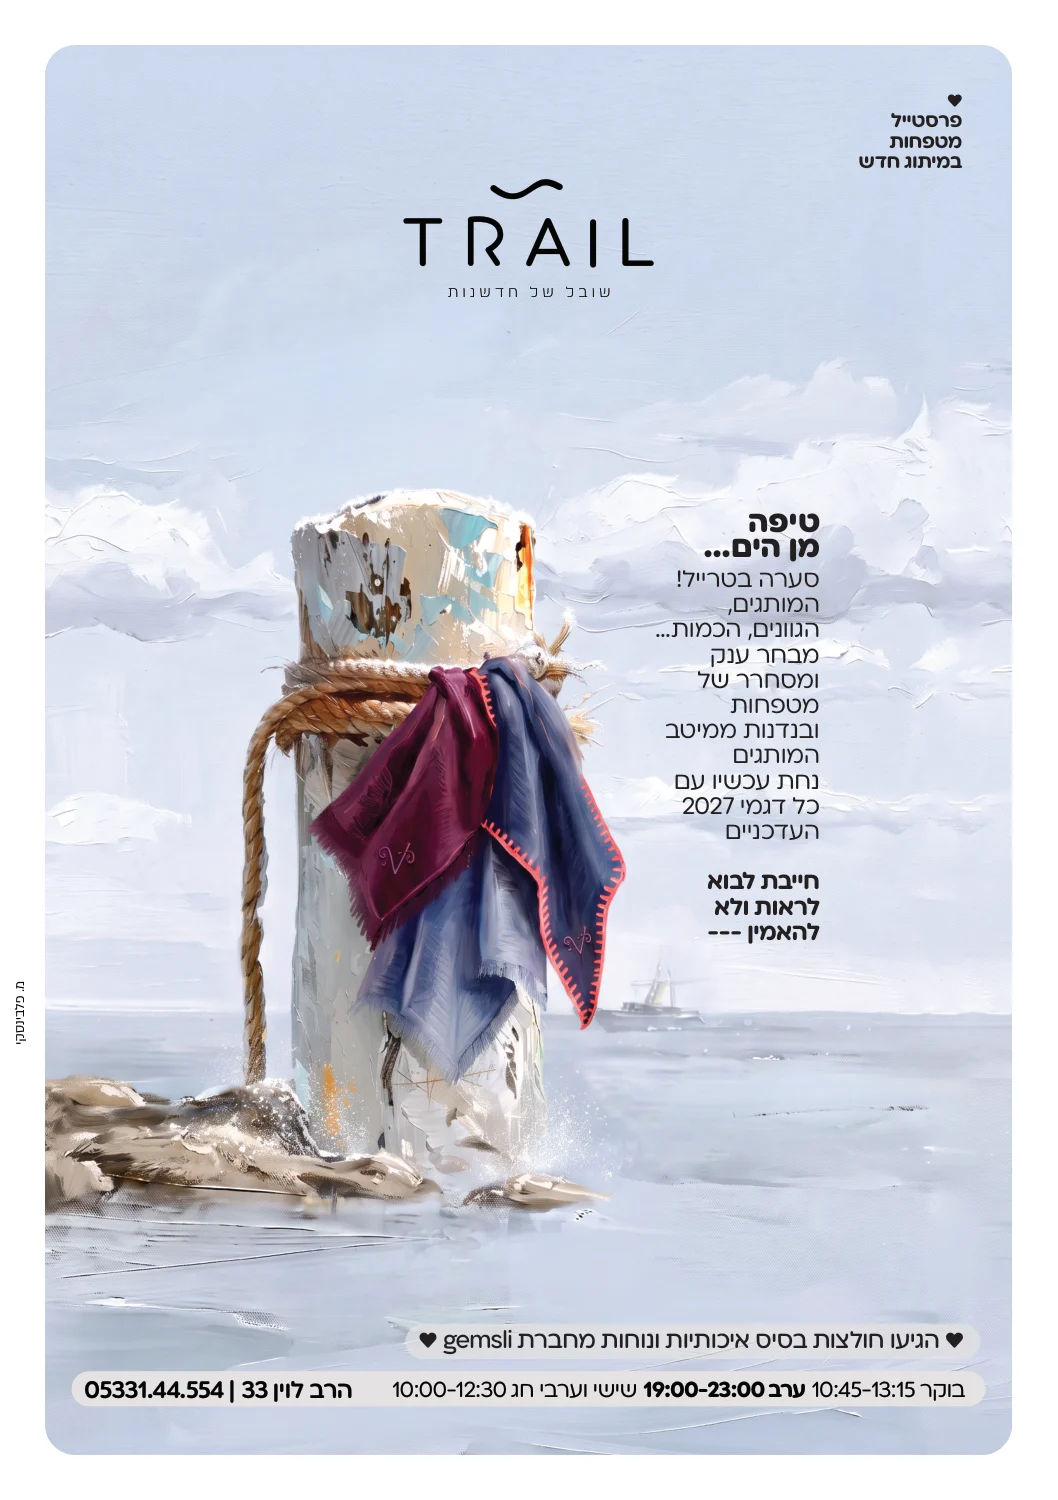 ♥
פרסטייל
מטפחות
במיתוג חדש
TRAIL
שובל של חדשנות
טיפה
מן הים...
סערה בטרייל!
המותגים,
הגוונים, הכמות...
מבחר ענק
ומסחרר של
מטפחות
ובנדנות ממיטב
המותגים
נחת עכשיו עם
כל דגמי 2027
העדכניים
חייבת לבוא
לראות ולא
להאמין ---
מ. פלבינסקי
♥ הגיעו חולצות בסיס איכותיות ונוחות מחברת gemsli ♥
בוקר 10:45-13:15 ערב 19:00-23:00 שישי וערבי חג 10:00-12:30 הרב לוין 33 | 05331.44.554